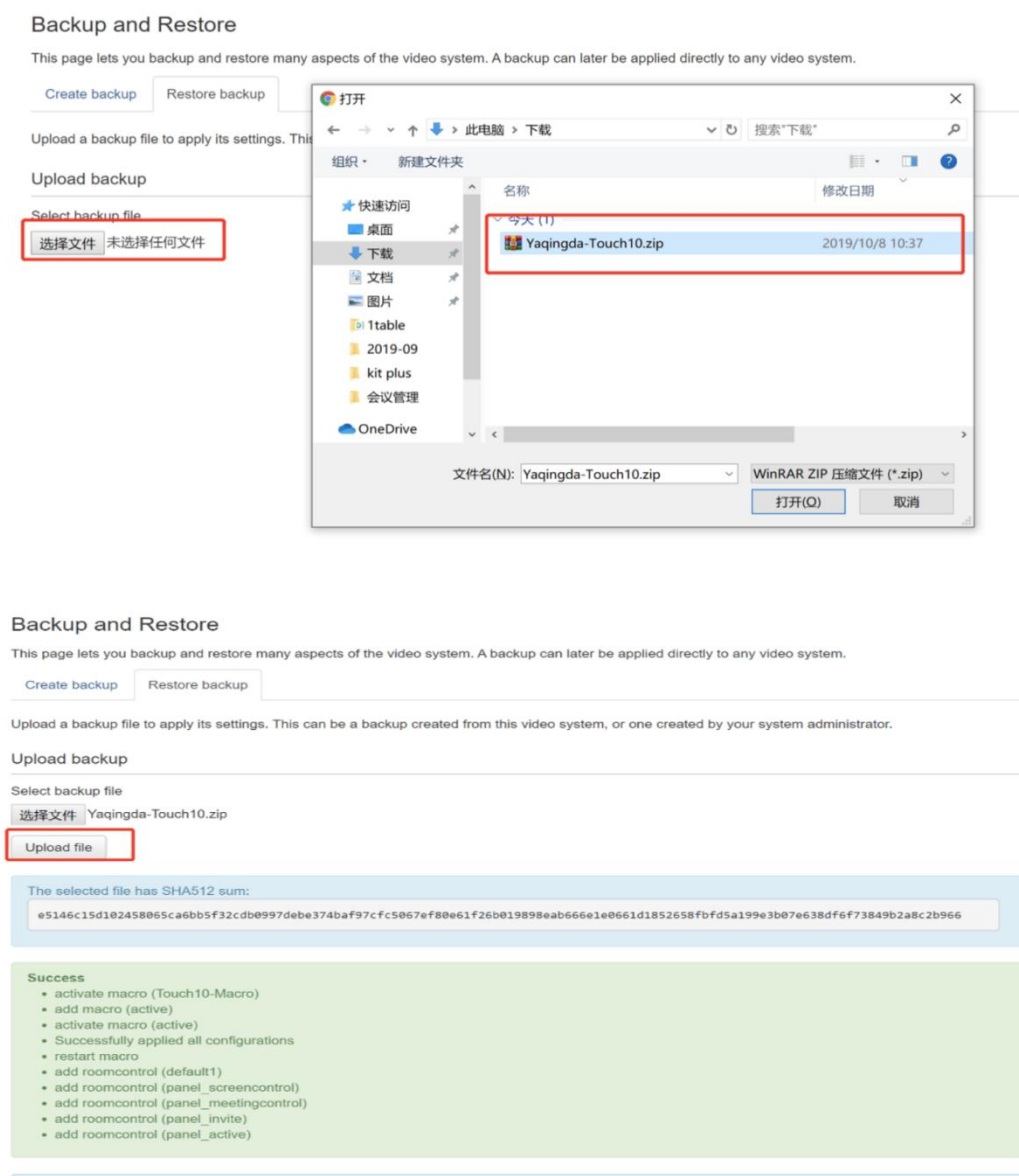 Backup and Restore
This page lets you backup and restore many aspects of the video system. A backup can later be applied directly to any video system.
Create backup Restore backup
Upload a backup file to apply its settings. This
Upload backup
Select backup file
选择文件 未选择任何文件
打开
此电脑 > 下载
搜索"下载"
组织 新建文件夹
名称 修改日期
快速访问
今天 (1)
桌面
Yaqingda-Touch10.zip 2019/10/8 10:37
下载
文档
图片
1table
2019-09
kit plus
会议管理
OneDrive
文件名(N): Yaqingda-Touch10.zip WinRAR ZIP 压缩文件 (*.zip)
打开(O) 取消
Backup and Restore
This page lets you backup and restore many aspects of the video system. A backup can later be applied directly to any video system.
Create backup Restore backup
Upload a backup file to apply its settings. This can be a backup created from this video system, or one created by your system administrator.
Upload backup
Select backup file
选择文件 Yaqingda-Touch10.zip
Upload file
The selected file has SHA512 sum:
e5146c15d102458065ca6bb5f32cdb0997debe374baf97cfc5067ef80e61f26b019898eab666e1e0661d1852658fbfd5a199e3b07e638df6f73849b2a8c2b966
Success
• activate macro (Touch10-Macro)
• add macro (active)
• activate macro (active)
• Successfully applied all configurations
• restart macro
• add roomcontrol (default1)
• add roomcontrol (panel_screencontrol)
• add roomcontrol (panel_meetingcontrol)
• add roomcontrol (panel_invite)
• add roomcontrol (panel_active)